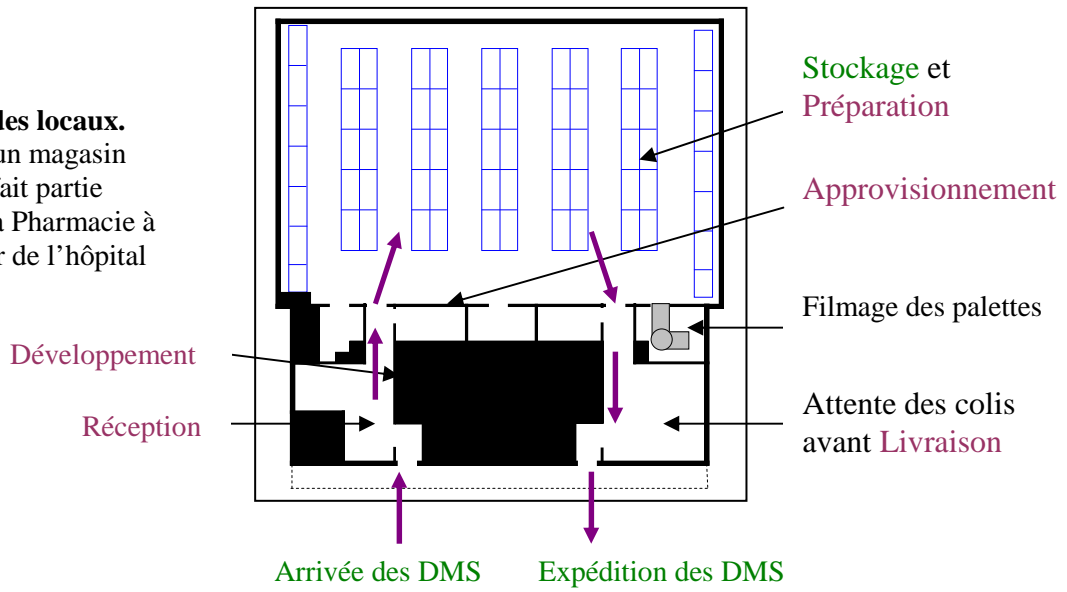 les locaux.
un magasin
fait partie
a Pharmacie à
r de l’hôpital
Stockage et
Préparation
Approvisionnement
Filmage des palettes
Développement
Réception
Attente des colis
avant Livraison
Arrivée des DMS
Expédition des DMS